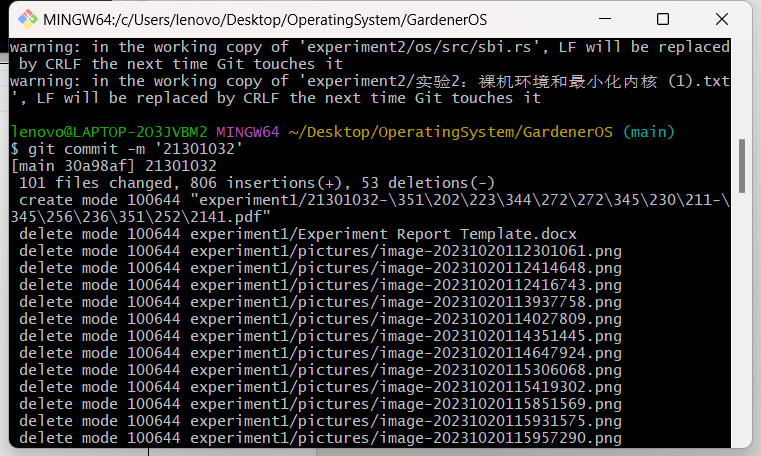 MINGW64:/c/Users/lenovo/Desktop/OperatingSystem/GardenerOS
warning: in the working copy of 'experiment2/os/src/sbi.rs', LF will be replaced
 by CRLF the next time Git touches it
warning: in the working copy of 'experiment2/实验2：裸机环境和最小化内核 (1).txt
', LF will be replaced by CRLF the next time Git touches it
lenovo@LAPTOP-2O3JVBM2 MINGW64 ~/Desktop/OperatingSystem/GardenerOS (main)
$ git commit -m '21301032'
[main 30a98af] 21301032
 101 files changed, 806 insertions(+), 53 deletions(-)
 create mode 100644 "experiment1/21301032-\351\202\223\344\272\272\345\230\211-\
345\256\236\351\252\2141.pdf"
 delete mode 100644 experiment1/Experiment Report Template.docx
 delete mode 100644 experiment1/pictures/image-20231020112301061.png
 delete mode 100644 experiment1/pictures/image-20231020112414648.png
 delete mode 100644 experiment1/pictures/image-20231020112416743.png
 delete mode 100644 experiment1/pictures/image-20231020113937758.png
 delete mode 100644 experiment1/pictures/image-20231020114027809.png
 delete mode 100644 experiment1/pictures/image-20231020114351445.png
 delete mode 100644 experiment1/pictures/image-20231020114647924.png
 delete mode 100644 experiment1/pictures/image-20231020115306068.png
 delete mode 100644 experiment1/pictures/image-20231020115419302.png
 delete mode 100644 experiment1/pictures/image-20231020115851569.png
 delete mode 100644 experiment1/pictures/image-20231020115931575.png
 delete mode 100644 experiment1/pictures/image-20231020115957290.png